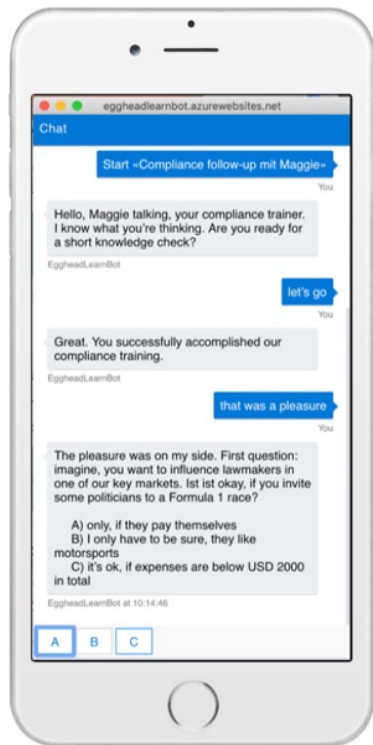 eggheadlearnbot.azurewebsites.net
Chat
Start «Compliance follow-up mit Maggie»
You
Hello, Maggie talking, your compliance trainer.
I know what you're thinking. Are you ready for
a short knowledge check?
EggheadLearnBot
let's go
You
Great. You successfully accomplished our
compliance training.
EggheadLearnBot
that was a pleasure
You
The pleasure was on my side. First question:
imagine, you want to influence lawmakers in
one of our key markets. Ist ist okay, if you invite
some politicians to a Formula 1 race?
A) only, if they pay themselves
B) I only have to be sure, they like
motorsports
C) it's ok, if expenses are below USD 2000
in total
EggheadLearnBot at 10:14:46
A B C